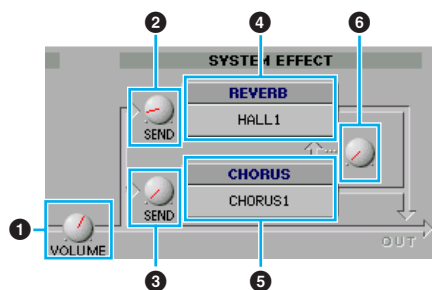 2 4 6
SYSTEM EFFECT
REVERB
SEND HALL1
CHORUS
SEND CHORUS1
1 VOLUME
OUT
3 5